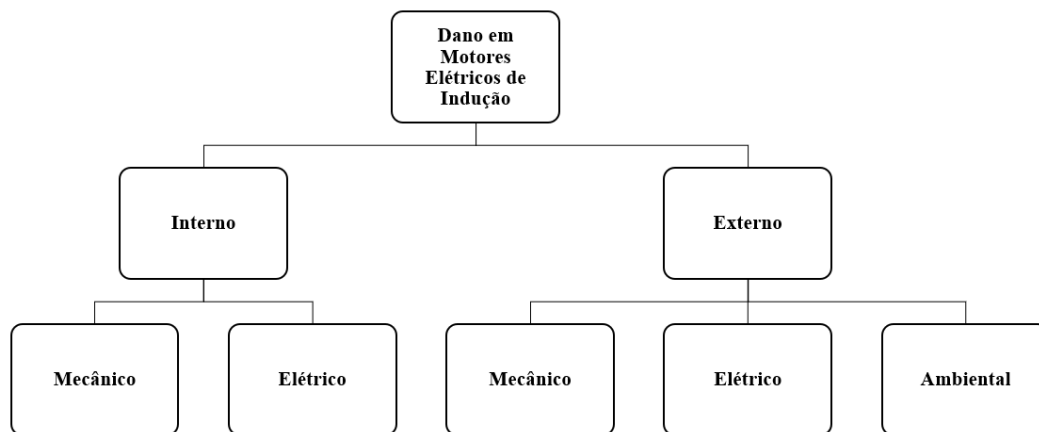 Dano em
Motores
Elétricos de
Indução
Interno
Externo
Mecânico
Elétrico
Mecânico
Elétrico
Ambiental